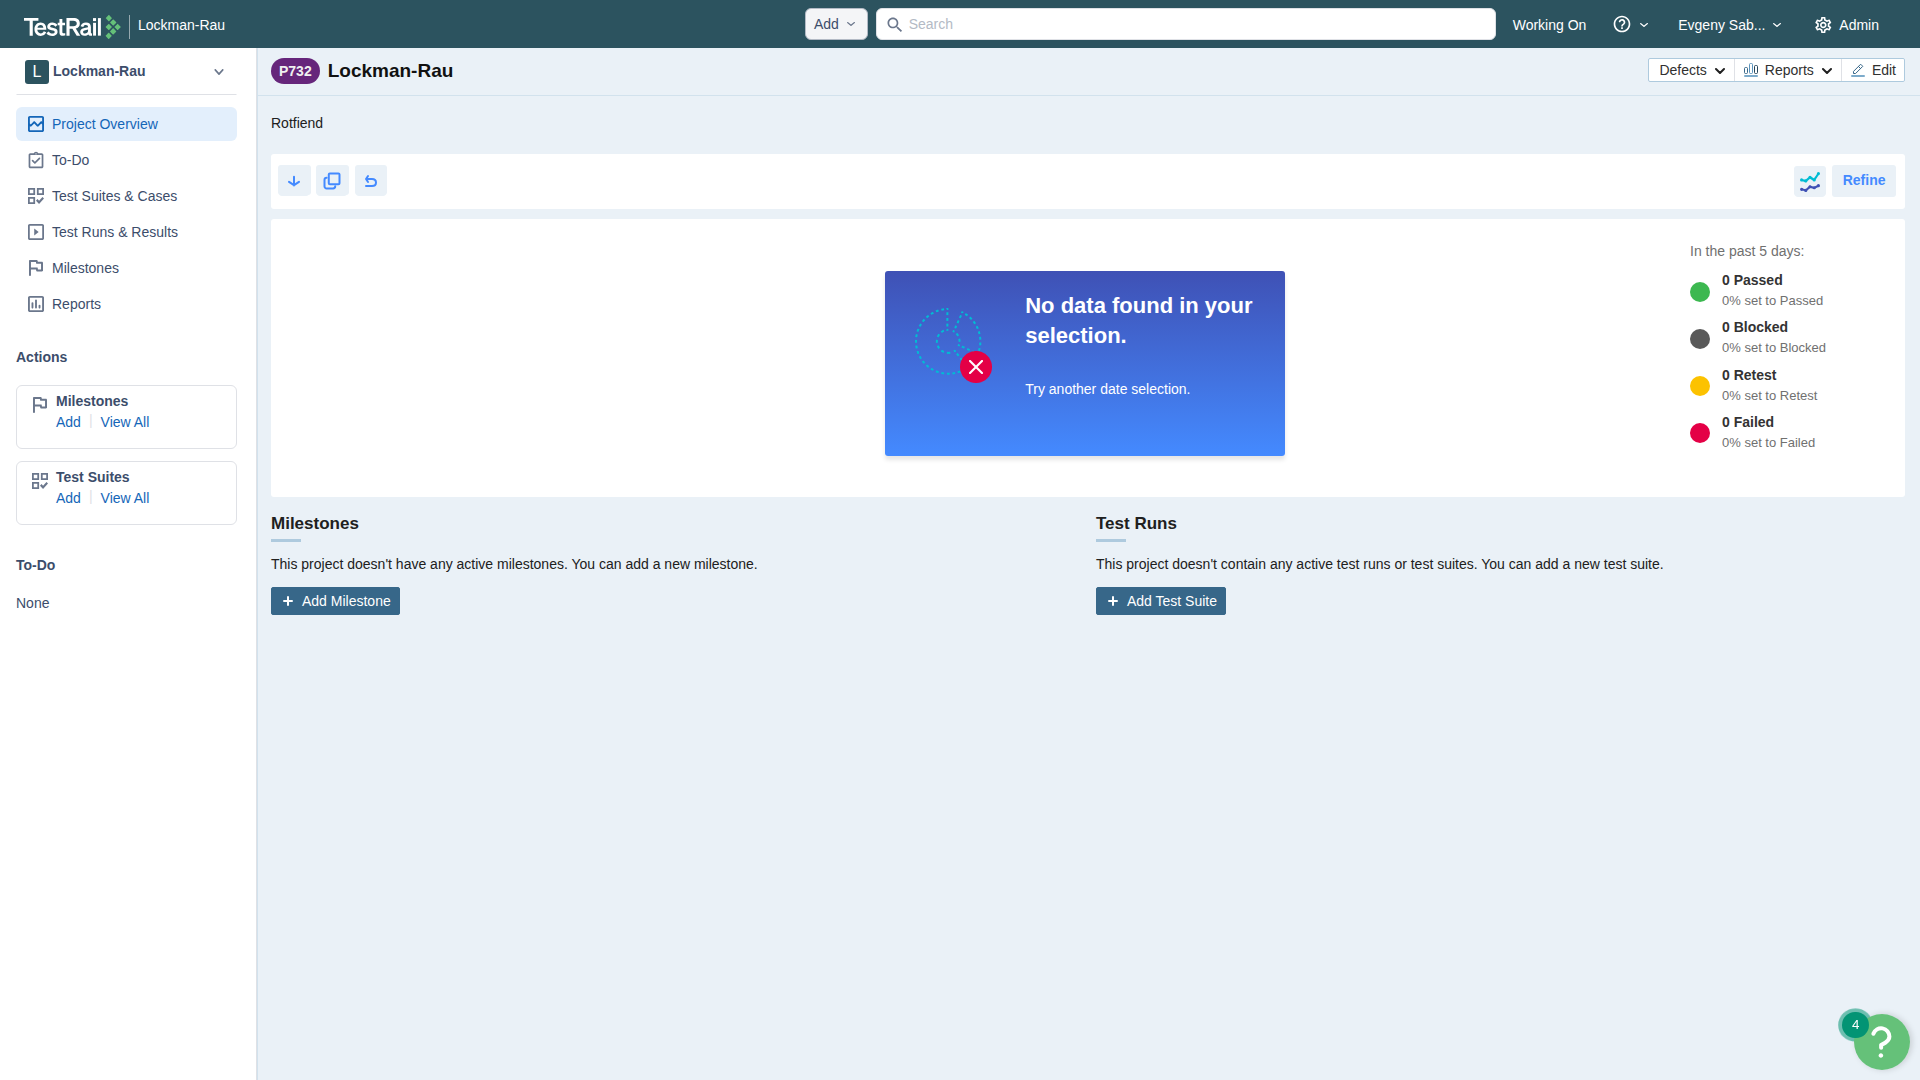 TestRail
Lockman-Rau
Add
Search
Working On
Evgeny Sab...
Admin
L
Lockman-Rau
P732
Lockman-Rau
Defects
Reports
Edit
Project Overview
To-Do
Test Suites & Cases
Test Runs & Results
Milestones
Reports
Actions
Milestones
Add
View All
Test Suites
Add
View All
To-Do
None
Rotfiend
Refine
No data found in your
selection.
Try another date selection.
In the past 5 days:
0 Passed
0% set to Passed
0 Blocked
0% set to Blocked
0 Retest
0% set to Retest
0 Failed
0% set to Failed
Milestones
This project doesn't have any active milestones. You can add a new milestone.
Add Milestone
Test Runs
This project doesn't contain any active test runs or test suites. You can add a new test suite.
Add Test Suite
4